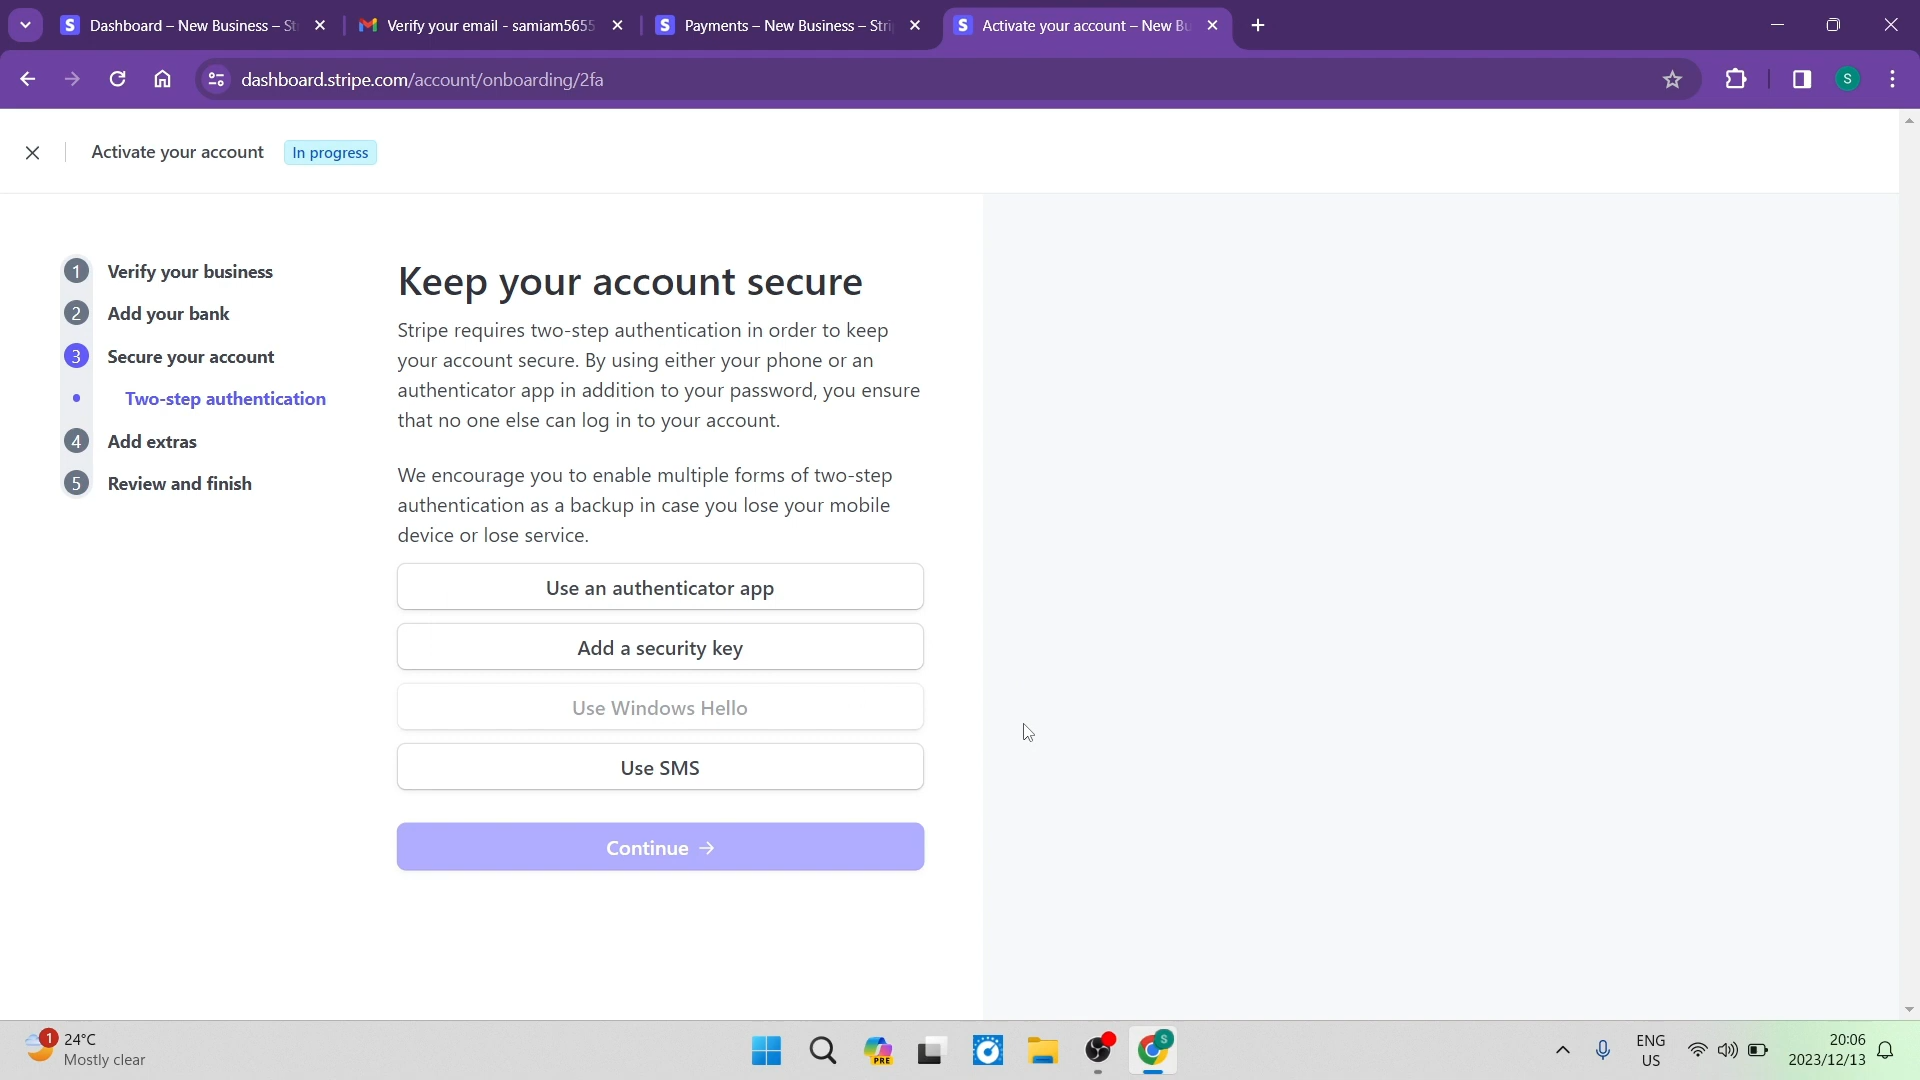 Dashboard – New Business – St
Verify your email - samiam5655
Payments – New Business – Stri
Activate your account – New Bu
dashboard.stripe.com/account/onboarding/2fa
S
Activate your account
In progress
1 Verify your business
2 Add your bank
3 Secure your account
Two-step authentication
4 Add extras
5 Review and finish
Keep your account secure
Stripe requires two-step authentication in order to keep
your account secure. By using either your phone or an
authenticator app in addition to your password, you ensure
that no one else can log in to your account.
We encourage you to enable multiple forms of two-step
authentication as a backup in case you lose your mobile
device or lose service.
Use an authenticator app
Add a security key
Use Windows Hello
Use SMS
Continue →
1
24°C
Mostly clear
PRE
S
ENG
US
20:06
2023/12/13